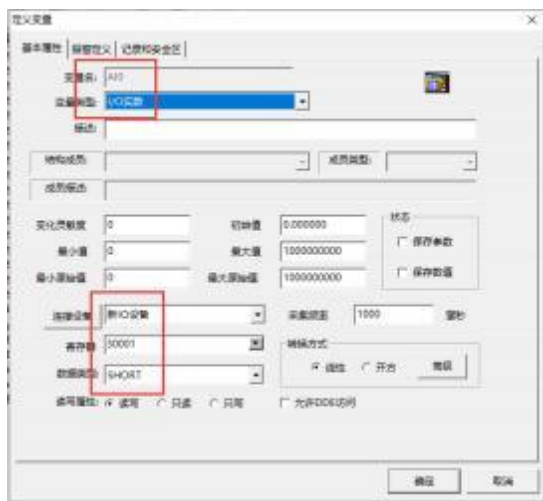 定义变量
基本属性 报警定义 记录和安全区
变量名: AI0
变量类型: I/O实数
描述:
结构成员: 成员类型:
成员描述:
变化灵敏度 0 初始值 0.000000 状态
最小值 0 最大值 1000000000 保存参数
最小原始值 0 最大原始值 1000000000 保存数值
连接设备 新IO设备 采集频率 1000 毫秒
寄存器 30001 转换方式
数据类型: SHORT 线性 开方 高级
读写属性: 读写 只读 只写 允许DDE访问
确定 取消